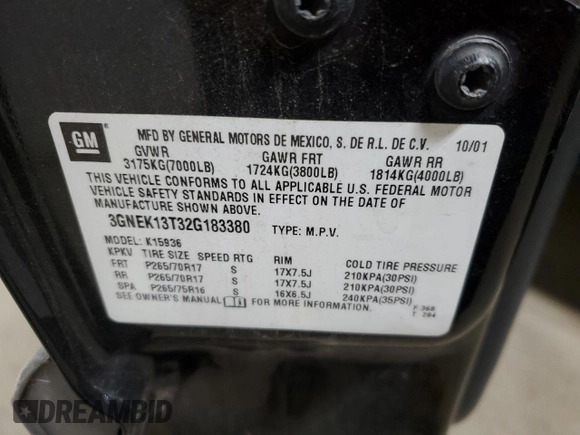 GM
MFD BY GENERAL MOTORS DE MEXICO, S. DE R.L. DE C.V. 10/01
GVWR GAWR FRT GAWR RR
3175KG(7000LB) 1724KG(3800LB) 1814KG(4000LB)
THIS VEHICLE CONFORMS TO ALL APPLICABLE U.S. FEDERAL MOTOR
VEHICLE SAFETY STANDARDS IN EFFECT ON THE DATE OF
MANUFACTURE SHOWN ABOVE.
3GNEK13T32G183380 TYPE: M.P.V.
MODEL: K15936
KPKV TIRE SIZE SPEED RTG RIM COLD TIRE PRESSURE
FRT P265/70R17 S 17X7.5J 210KPA(30PSI)
RR P265/70R17 S 17X7.5J 210KPA(30PSI)
SPA P265/75R16 S 16X6.5J 240KPA(35PSI)
SEE OWNER'S MANUAL FOR MORE INFORMATION.
F 368
T 284
DREAMBID